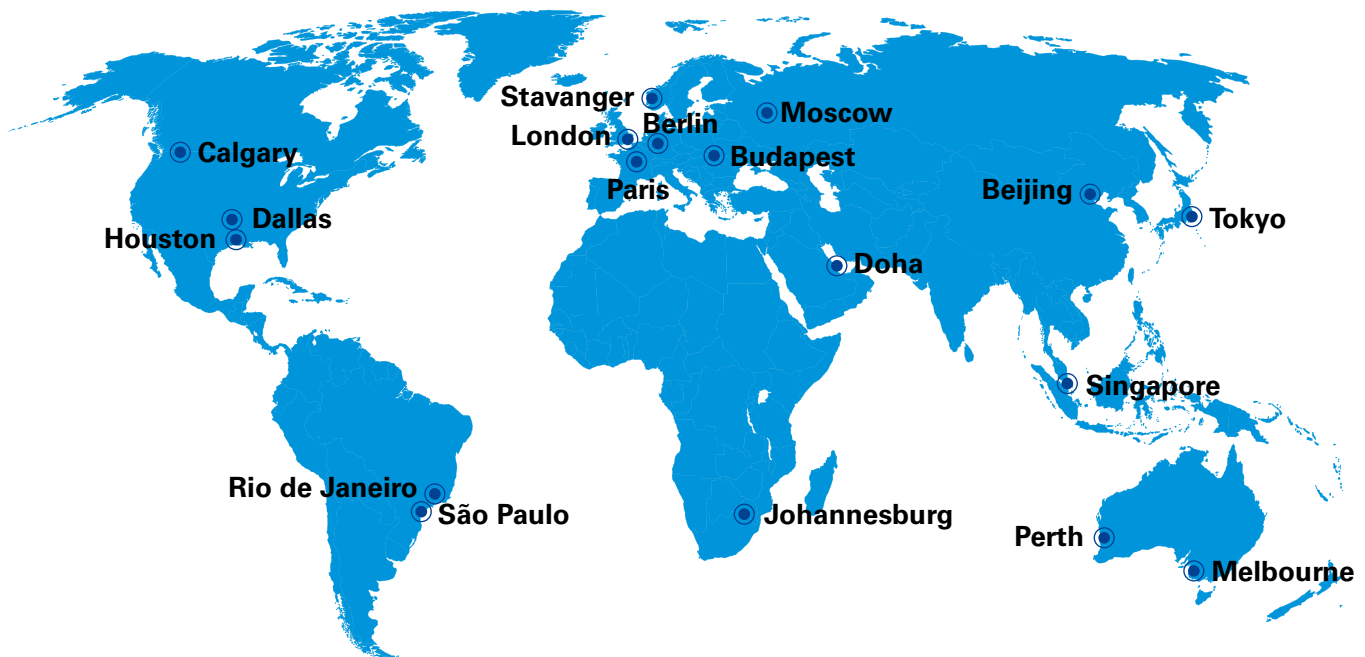 Stavanger
Moscow
Berlin
London
Calgary
Budapest
Paris
Beijing
Dallas
Tokyo
Houston
Doha
Singapore
Rio de Janeiro
São Paulo
Johannesburg
Perth
Melbourne